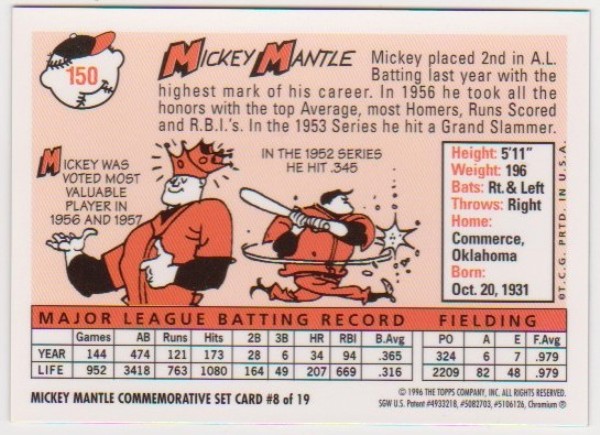 150
MICKEY MANTLE
Mickey placed 2nd in A.L.
Batting last year with the
highest mark of his career. In 1956 he took all the
honors with the top Average, most Homers, Runs Scored
and R.B.I.'s. In the 1953 Series he hit a Grand Slammer.
MICKEY WAS
VOTED MOST
VALUABLE
PLAYER IN
1956 AND 1957
IN THE 1952 SERIES
HE HIT .345
Height: 5'11"
Weight: 196
Bats: Rt. & Left
Throws: Right
Home:
Commerce,
Oklahoma
Born:
Oct. 20, 1931
©T.C.G. PRTD. IN U.S.A.
MAJOR LEAGUE BATTING RECORD FIELDING
Games AB Runs Hits 2B 3B HR RBI B.Avg PO A E F.Avg
YEAR 144 474 121 173 28 6 34 94 .365 324 6 7 .979
LIFE 952 3418 763 1080 164 49 207 669 .316 2209 82 48 .979
MICKEY MANTLE COMMEMORATIVE SET CARD #8 of 19
© 1996 THE TOPPS COMPANY, INC. ALL RIGHTS RESERVED.
SGW U.S. Patent #4933218, #5082703, #5106126, Chromium ®